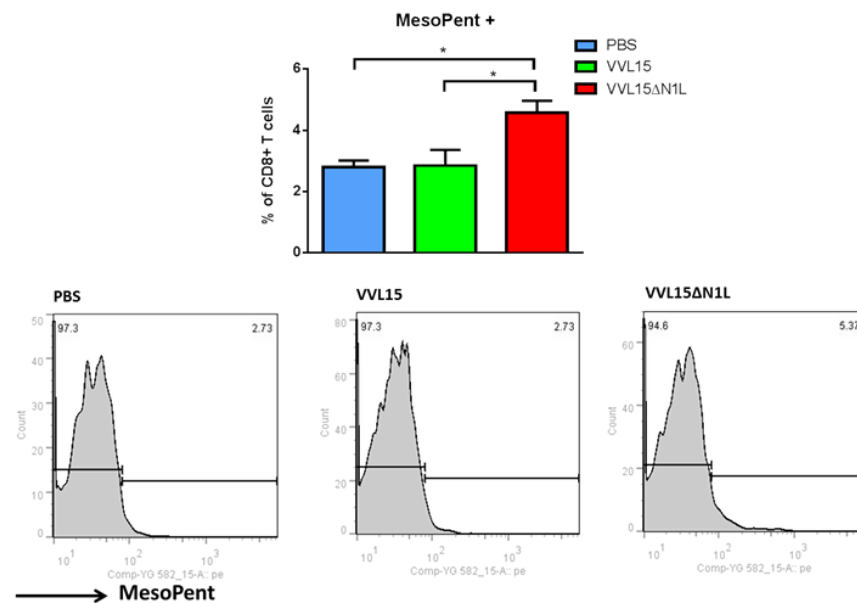 MesoPent +
PBS
VVL15
VVL15ΔN1L
*
*
% of CD8+ T cells
6
4
2
0
PBS
VVL15
VVL15ΔN1L
97.3
2.73
50
40
30
20
10
0
Count
10¹
10²
10³
Comp-YG 582_15-A:: pe
97.3
2.73
80
60
40
20
0
Count
10¹
10²
10³
Comp-YG 582_15-A:: pe
94.6
5.37
60
40
20
0
Count
10¹
10²
10³
Comp-YG 582_15-A:: pe
MesoPent